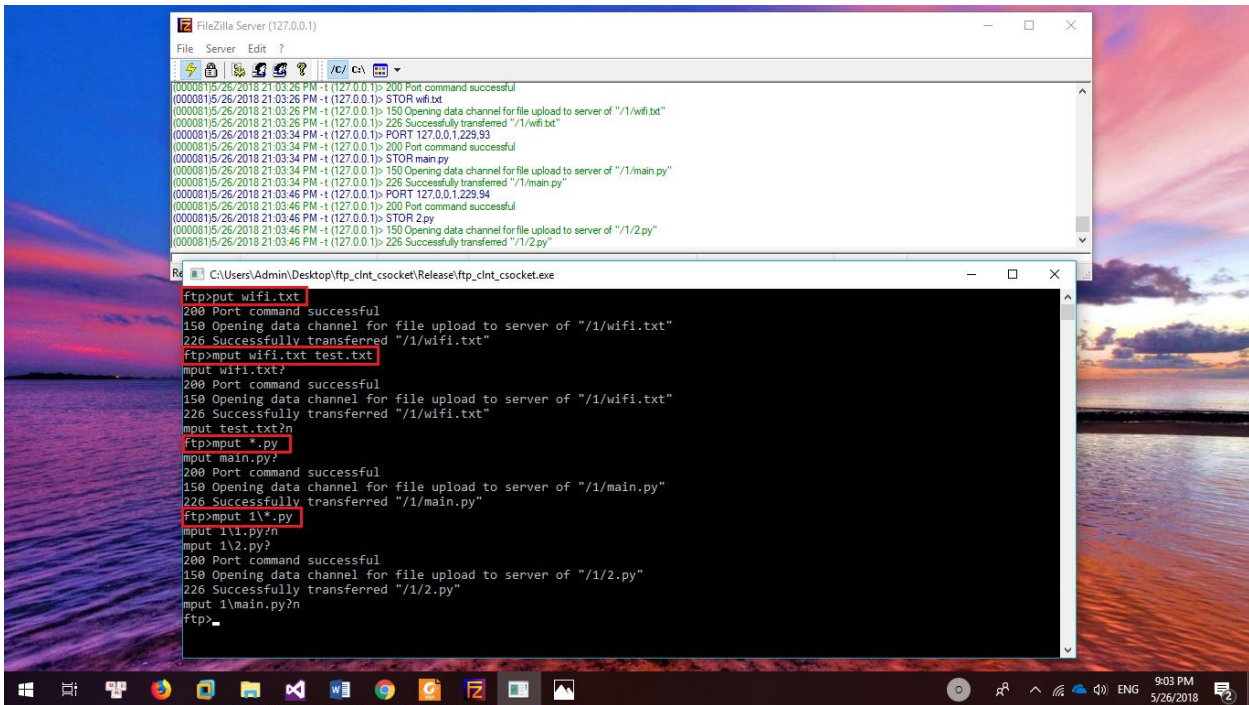 FileZilla Server (127.0.0.1)
File Server Edit ?
/C/ C:\
(000081)5/26/2018 21:03:26 PM -t (127.0.0.1)> 200 Port command successful
(000081)5/26/2018 21:03:26 PM -t (127.0.0.1)> STOR wifi.txt
(000081)5/26/2018 21:03:26 PM -t (127.0.0.1)> 150 Opening data channel for file upload to server of "/1/wifi.txt"
(000081)5/26/2018 21:03:26 PM -t (127.0.0.1)> 226 Successfully transferred "/1/wifi.txt"
(000081)5/26/2018 21:03:34 PM -t (127.0.0.1)> PORT 127,0,0,1,229,93
(000081)5/26/2018 21:03:34 PM -t (127.0.0.1)> 200 Port command successful
(000081)5/26/2018 21:03:34 PM -t (127.0.0.1)> STOR main.py
(000081)5/26/2018 21:03:34 PM -t (127.0.0.1)> 150 Opening data channel for file upload to server of "/1/main.py"
(000081)5/26/2018 21:03:34 PM -t (127.0.0.1)> 226 Successfully transferred "/1/main.py"
(000081)5/26/2018 21:03:46 PM -t (127.0.0.1)> PORT 127,0,0,1,229,94
(000081)5/26/2018 21:03:46 PM -t (127.0.0.1)> 200 Port command successful
(000081)5/26/2018 21:03:46 PM -t (127.0.0.1)> STOR 2.py
(000081)5/26/2018 21:03:46 PM -t (127.0.0.1)> 150 Opening data channel for file upload to server of "/1/2.py"
(000081)5/26/2018 21:03:46 PM -t (127.0.0.1)> 226 Successfully transferred "/1/2.py"
Re
C:\Users\Admin\Desktop\ftp_clnt_csocket\Release\ftp_clnt_csocket.exe
ftp>put wifi.txt
200 Port command successful
150 Opening data channel for file upload to server of "/1/wifi.txt"
226 Successfully transferred "/1/wifi.txt"
ftp>mput wifi.txt test.txt
mput wifi.txt?
200 Port command successful
150 Opening data channel for file upload to server of "/1/wifi.txt"
226 Successfully transferred "/1/wifi.txt"
mput test.txt?n
ftp>mput *.py
mput main.py?
200 Port command successful
150 Opening data channel for file upload to server of "/1/main.py"
226 Successfully transferred "/1/main.py"
ftp>mput 1\*.py
mput 1\1.py?n
mput 1\2.py?
200 Port command successful
150 Opening data channel for file upload to server of "/1/2.py"
226 Successfully transferred "/1/2.py"
mput 1\main.py?n
ftp>
ENG
9:03 PM
5/26/2018
2